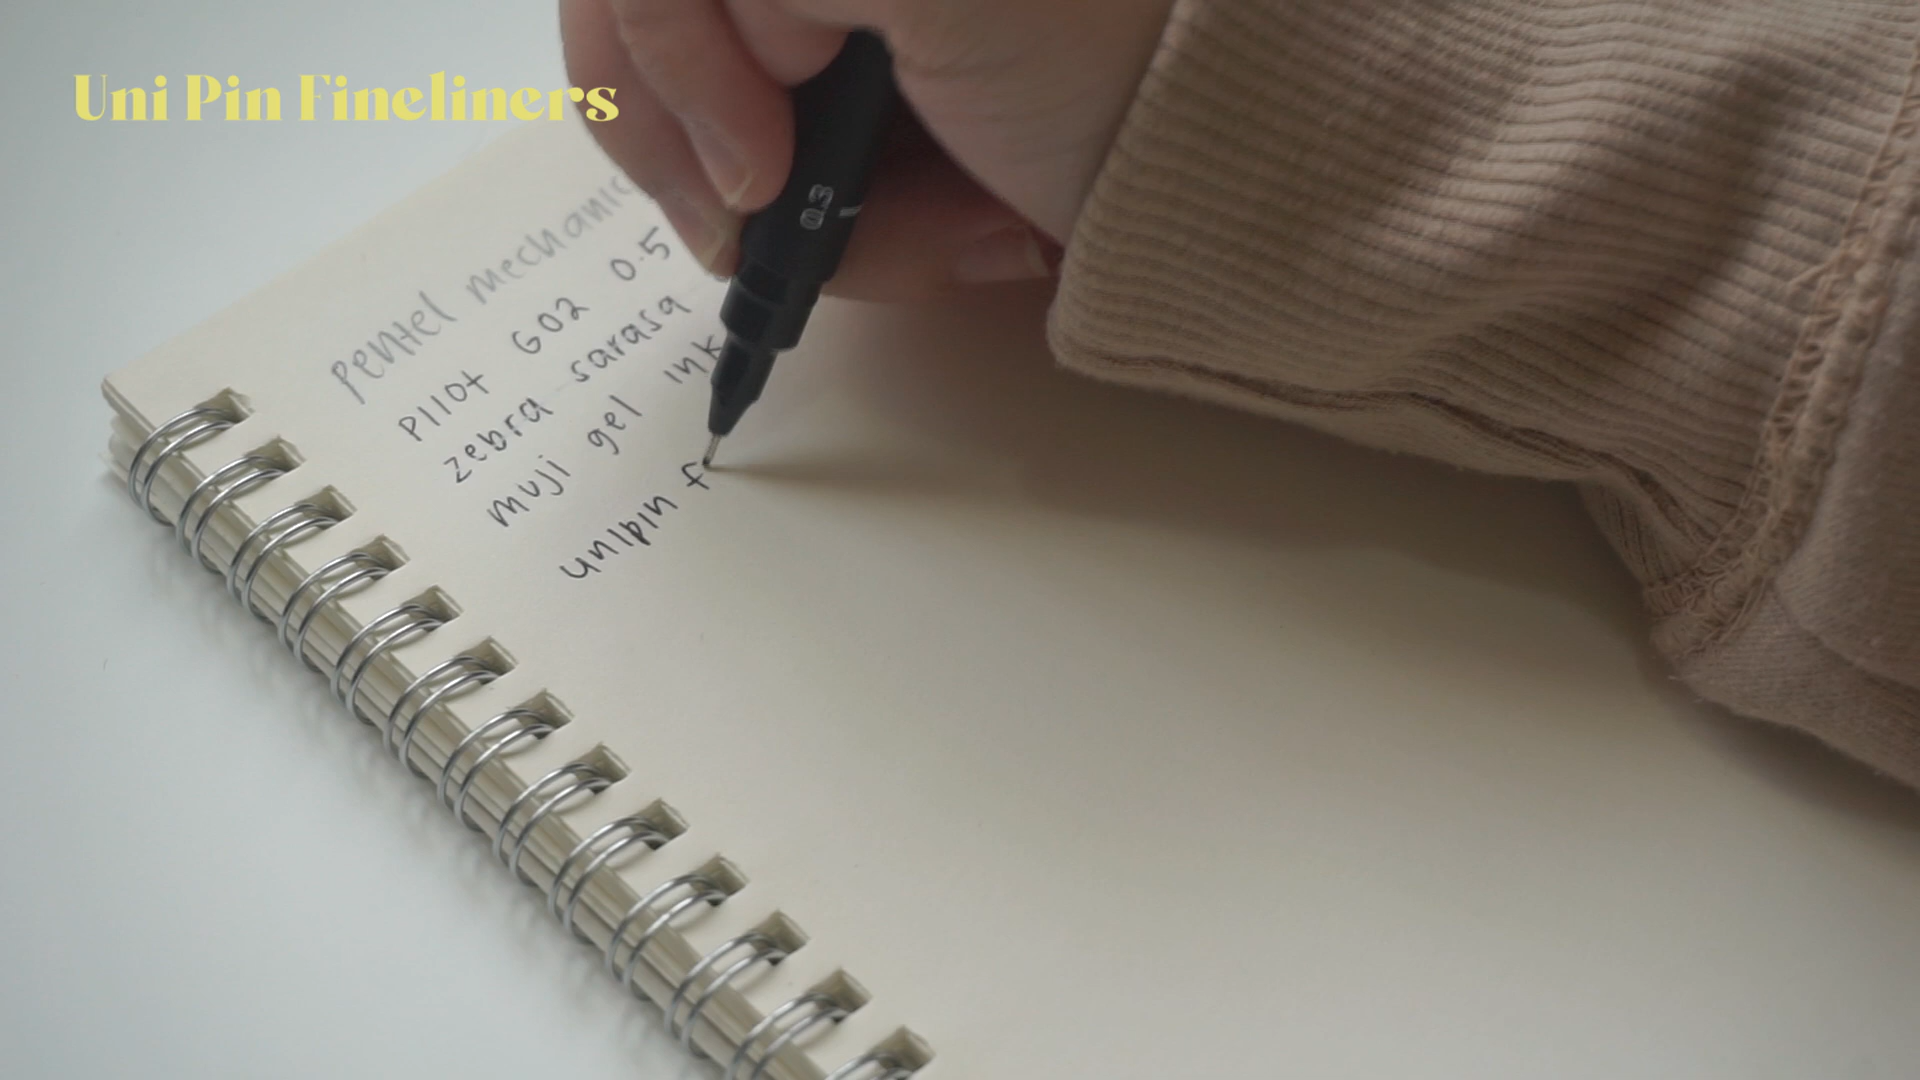 Uni Pin Fineliners
0.3
pentel mechanic
pilot G02 0.5
zebra sarasa
muji gel ink
unipin f